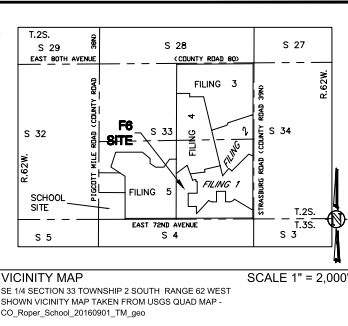 T.2S.
S 29
38N)
S 28
S 27
EAST 80TH AVENUE
(COUNTY ROAD 80)
R.62W.
PIGGOTT MILE ROAD (COUNTY ROAD
FILING 3
STRASBURG ROAD (COUNTY ROAD 39N)
R.62W.
FILING 4
F6
SITE
S 32
S 33
S 34
FILING 2
FILING 1
FILING 5
SCHOOL
SITE
T.2S.
T.3S.
EAST 72ND AVENUE
S 5
S 4
S 3
VICINITY MAP
SCALE 1" = 2,000'
SE 1/4 SECTION 33 TOWNSHIP 2 SOUTH RANGE 62 WEST
SHOWN VICINITY MAP TAKEN FROM USGS QUAD MAP -
CO_Roper_School_20160901_TM_geo